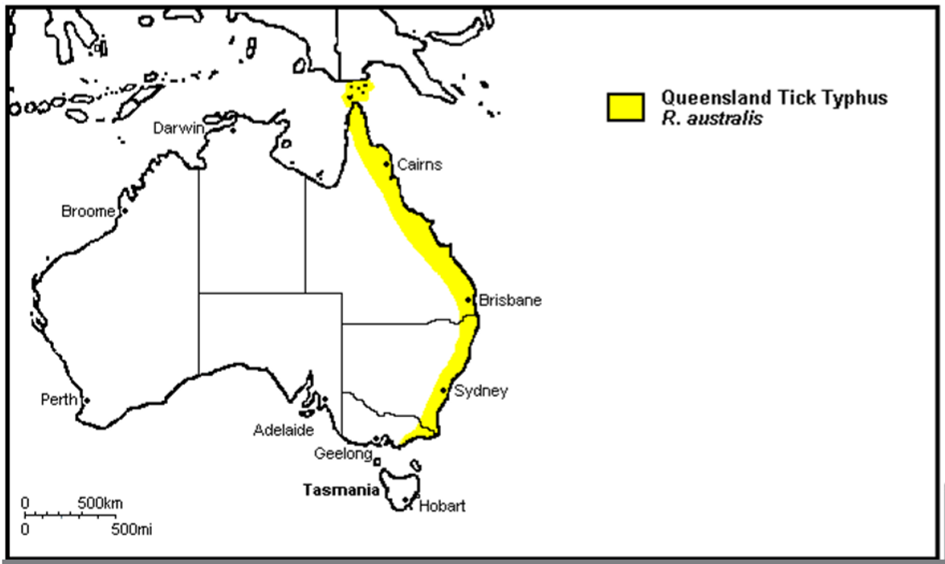 Queensland Tick Typhus
R. australis
Darwin
Cairns
Broome
Brisbane
Perth
Sydney
Adelaide
Geelong
Tasmania
Hobart
0 500km
0 500mi